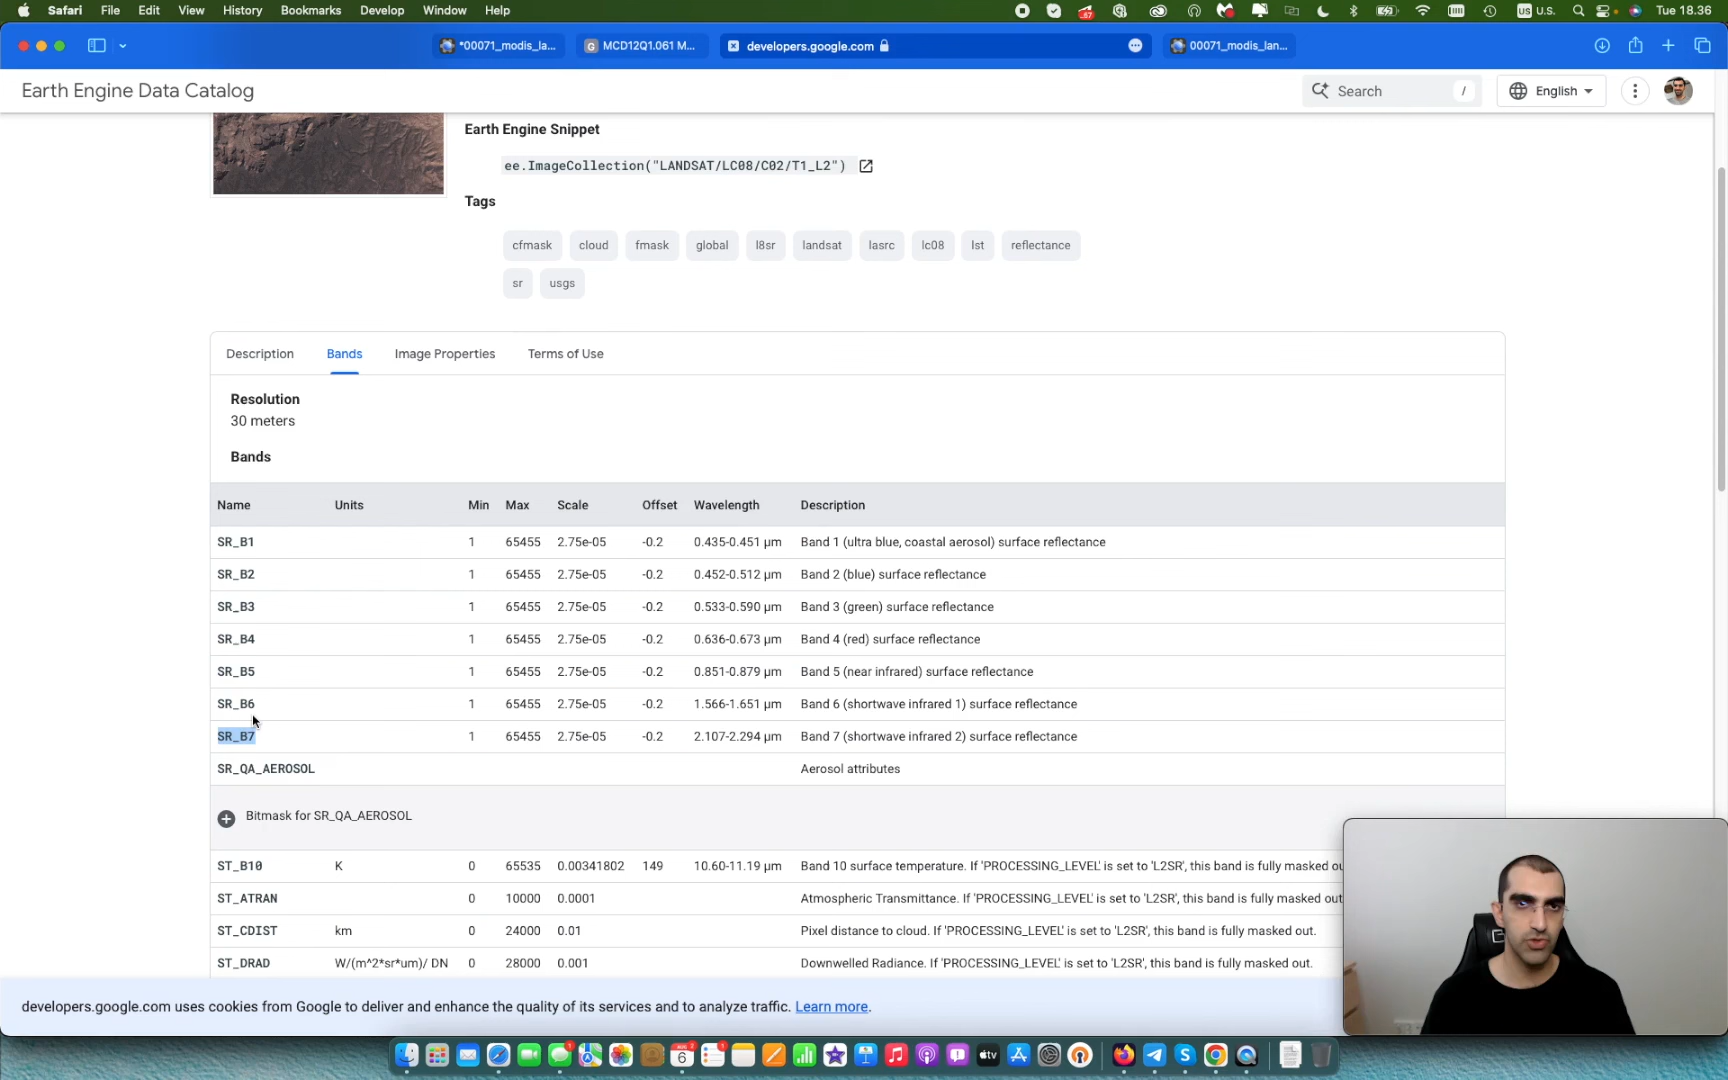 Safari File Edit View History Bookmarks Develop Window Help U.S. Tue 18.36
*00071_modis_la... MCD12Q1.061 M... developers.google.com 00071_modis_lan...
Earth Engine Data Catalog Search / English
Earth Engine Snippet
ee.ImageCollection("LANDSAT/LC08/C02/T1_L2")
Tags
cfmask cloud fmask global l8sr landsat lasrc lc08 lst reflectance
sr usgs
Description Bands Image Properties Terms of Use
Resolution
30 meters
Bands
Name Units Min Max Scale Offset Wavelength Description
SR_B1 1 65455 2.75e-05 -0.2 0.435-0.451 μm Band 1 (ultra blue, coastal aerosol) surface reflectance
SR_B2 1 65455 2.75e-05 -0.2 0.452-0.512 μm Band 2 (blue) surface reflectance
SR_B3 1 65455 2.75e-05 -0.2 0.533-0.590 μm Band 3 (green) surface reflectance
SR_B4 1 65455 2.75e-05 -0.2 0.636-0.673 μm Band 4 (red) surface reflectance
SR_B5 1 65455 2.75e-05 -0.2 0.851-0.879 μm Band 5 (near infrared) surface reflectance
SR_B6 1 65455 2.75e-05 -0.2 1.566-1.651 μm Band 6 (shortwave infrared 1) surface reflectance
SR_B7 1 65455 2.75e-05 -0.2 2.107-2.294 μm Band 7 (shortwave infrared 2) surface reflectance
SR_QA_AEROSOL Aerosol attributes
Bitmask for SR_QA_AEROSOL
ST_B10 K 0 65535 0.00341802 149 10.60-11.19 μm Band 10 surface temperature. If 'PROCESSING_LEVEL' is set to 'L2SR', this band is fully masked ou
ST_ATRAN 0 10000 0.0001 Atmospheric Transmittance. If 'PROCESSING_LEVEL' is set to 'L2SR', this band is fully masked out
ST_CDIST km 0 24000 0.01 Pixel distance to cloud. If 'PROCESSING_LEVEL' is set to 'L2SR', this band is fully masked out.
ST_DRAD W/(m^2*sr*um)/ DN 0 28000 0.001 Downwelled Radiance. If 'PROCESSING_LEVEL' is set to 'L2SR', this band is fully masked out.
developers.google.com uses cookies from Google to deliver and enhance the quality of its services and to analyze traffic. Learn more.